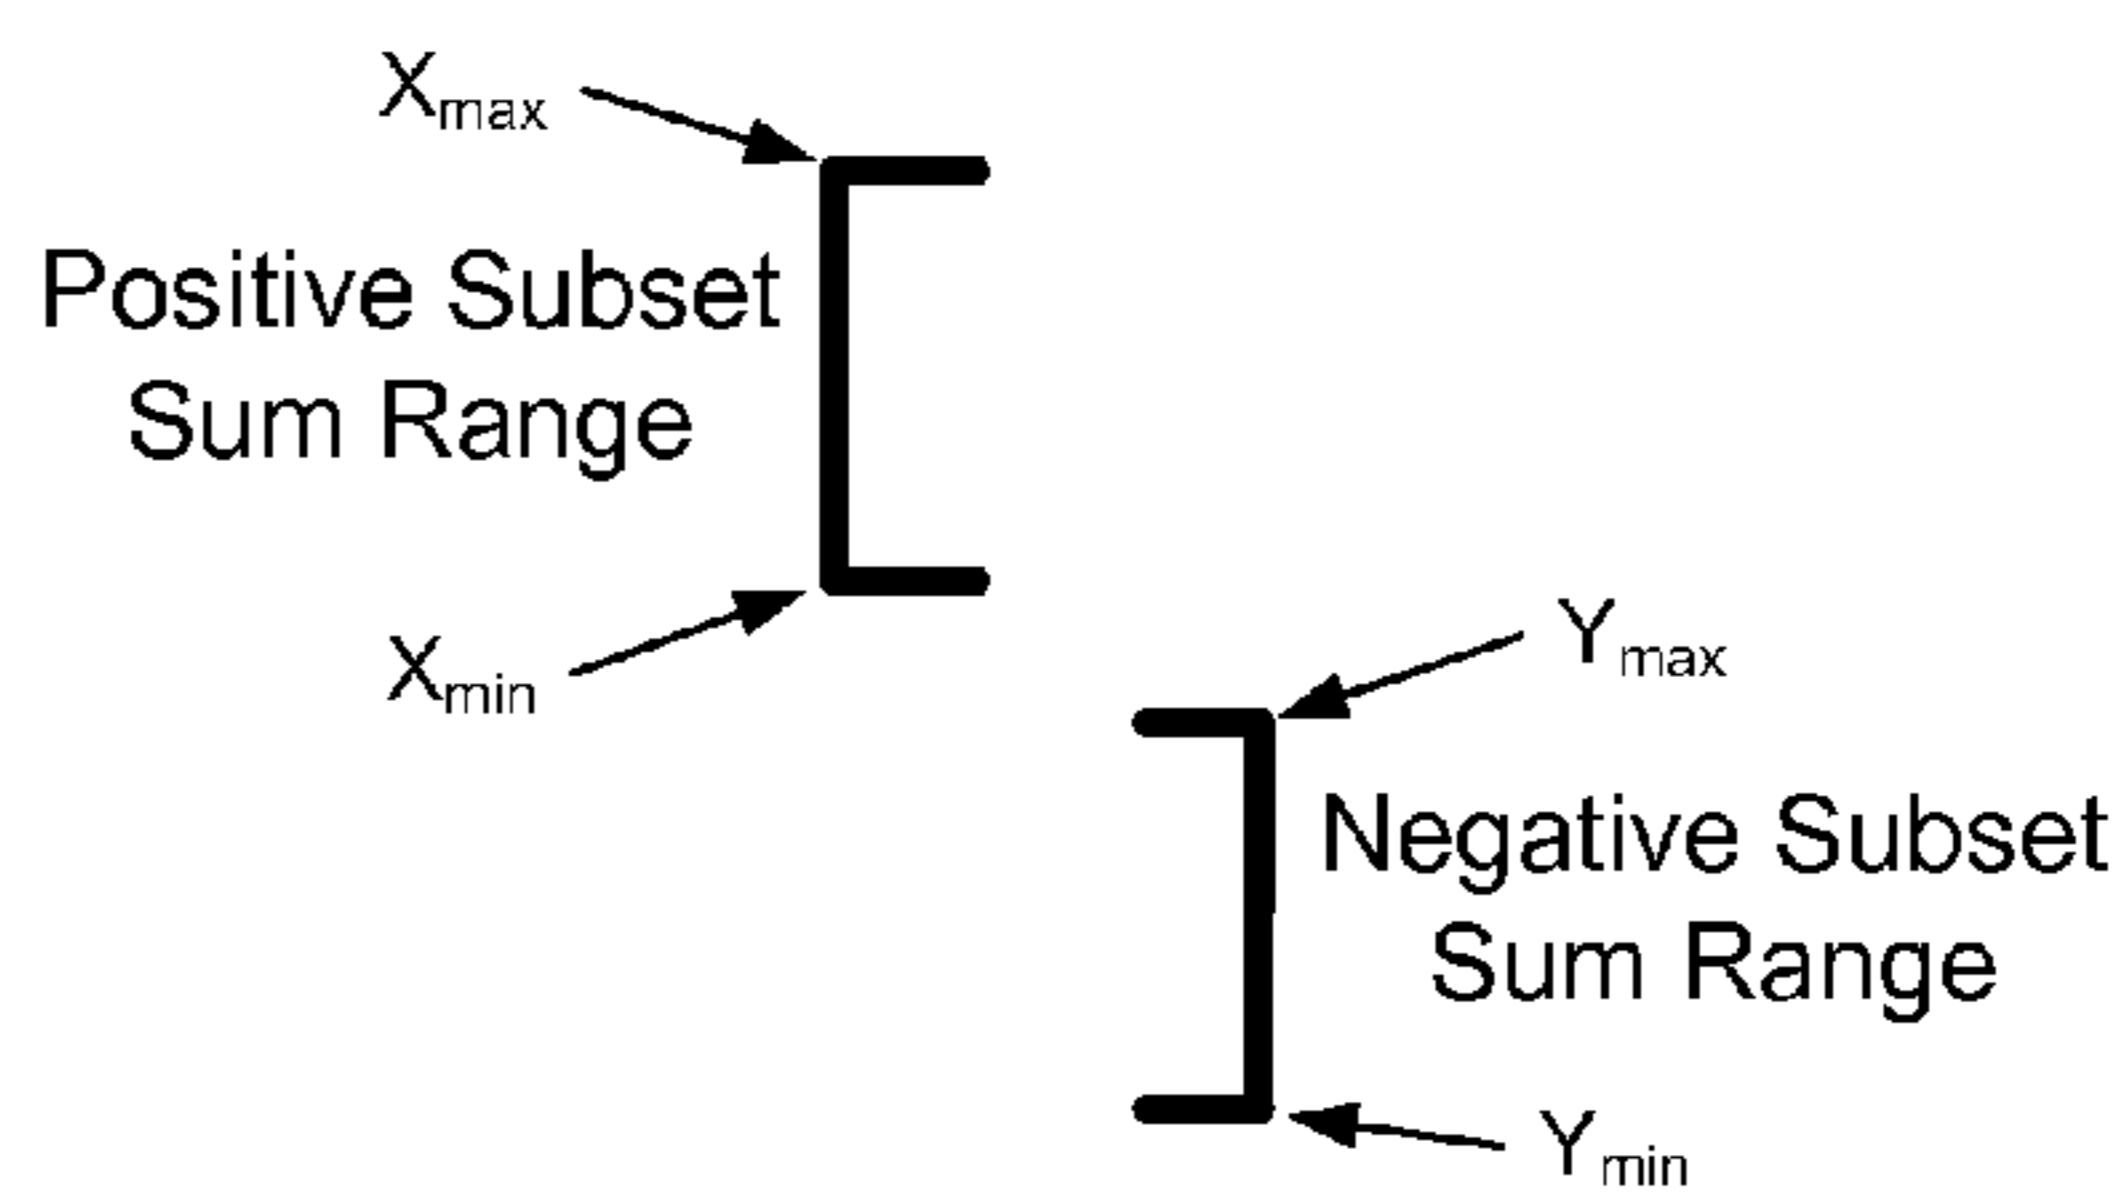 Xmax
Positive Subset
Sum Range
Xmin
Ymax
Negative Subset
Sum Range
Ymin